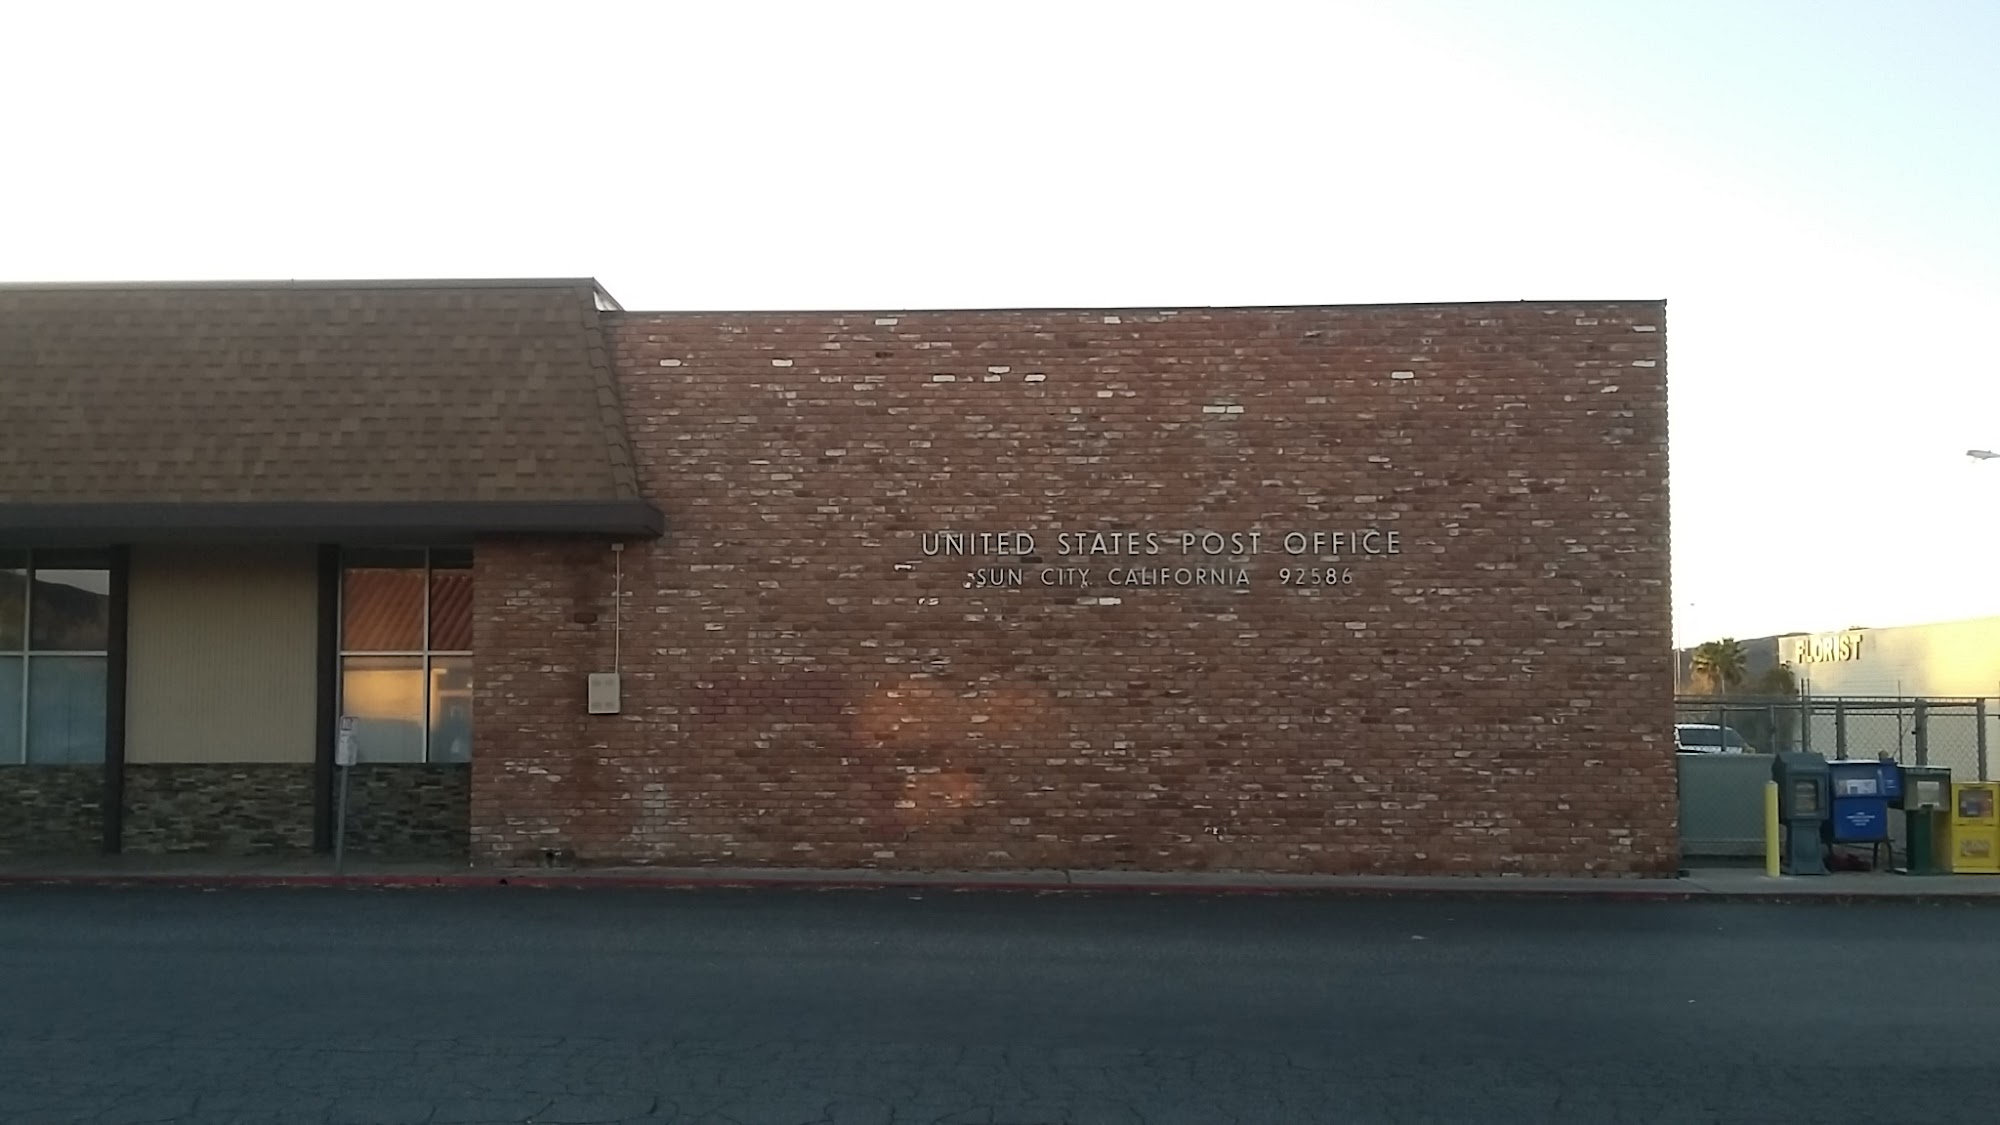 UNITED STATES POST OFFICE
SUN CITY, CALIFORNIA 92586
FLORIST